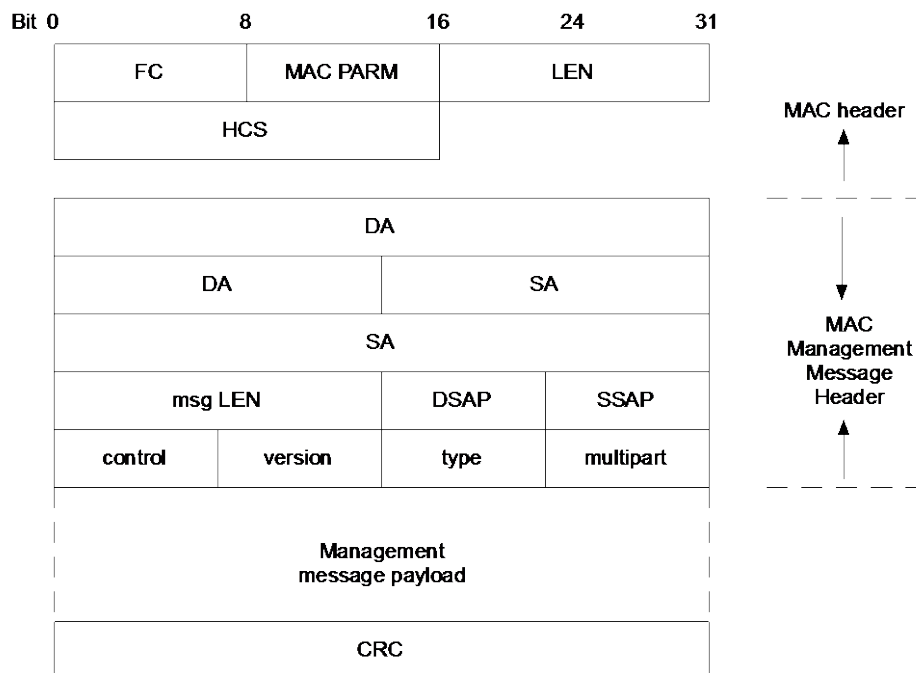 Bit 0 8 16 24 31
FC MAC PARM LEN
HCS
MAC header
DA
DA SA
SA
msg LEN DSAP SSAP
control version type multipart
MAC
Management
Message
Header
Management
message payload
CRC